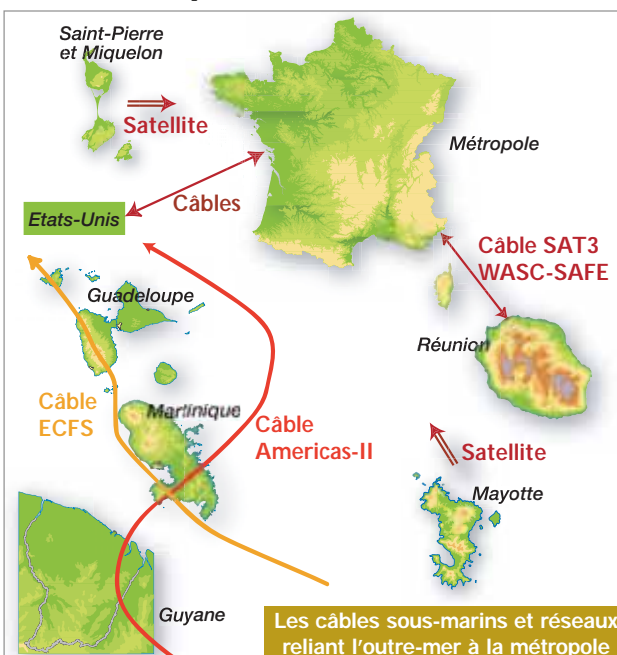 Saint-Pierre
et Miquelon
Satellite
Métropole
Câbles
Etats-Unis
Câble SAT3
WASC-SAFE
Guadeloupe
Réunion
Câble
ECFS
Martinique
Câble
Americas-II
Satellite
Mayotte
Guyane
Les câbles sous-marins et réseaux
reliant l'outre-mer à la métropole